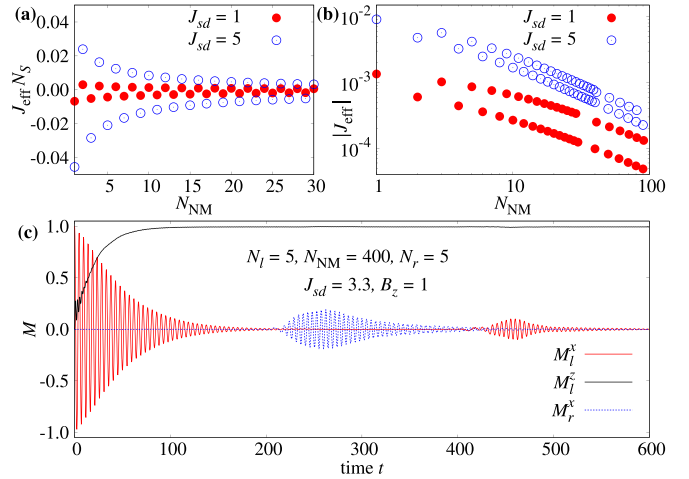 (a)
J_sd = 1
J_sd = 5
0.04
0.02
0.00
-0.02
-0.04
J_eff N_S
5 10 15 20 25 30
N_NM
(b)
J_sd = 1
J_sd = 5
10^-2
10^-3
10^-4
|J_eff|
1 10 100
N_NM
(c)
N_l = 5, N_NM = 400, N_r = 5
J_sd = 3.3, B_z = 1
1.0
0.5
0.0
-0.5
-1.0
M
M_l^x
M_l^z
M_r^x
0 100 200 300 400 500 600
time t